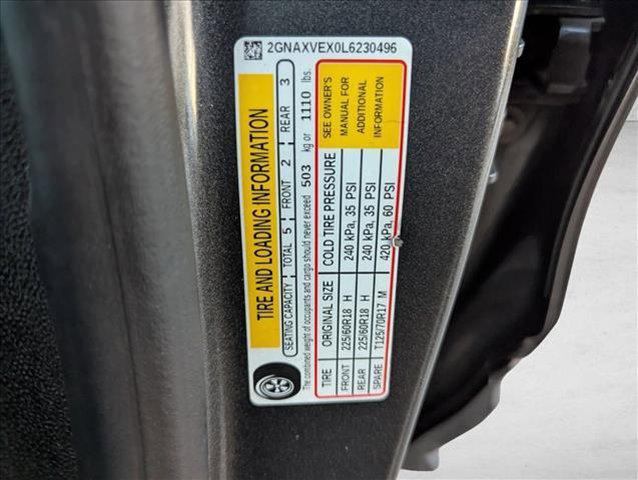 2GNAXVEX0L6230496
TIRE AND LOADING INFORMATION
SEATING CAPACITY TOTAL 5 FRONT 2 REAR 3
The combined weight of occupants and cargo should never exceed 503 kg or 1110 lbs.
TIRE ORIGINAL SIZE COLD TIRE PRESSURE SEE OWNER'S
FRONT 225/60R18 H 240 kPa, 35 PSI MANUAL FOR
REAR 225/60R18 H 240 kPa, 35 PSI ADDITIONAL
SPARE T125/70R17 M 420 kPa, 60 PSI INFORMATION